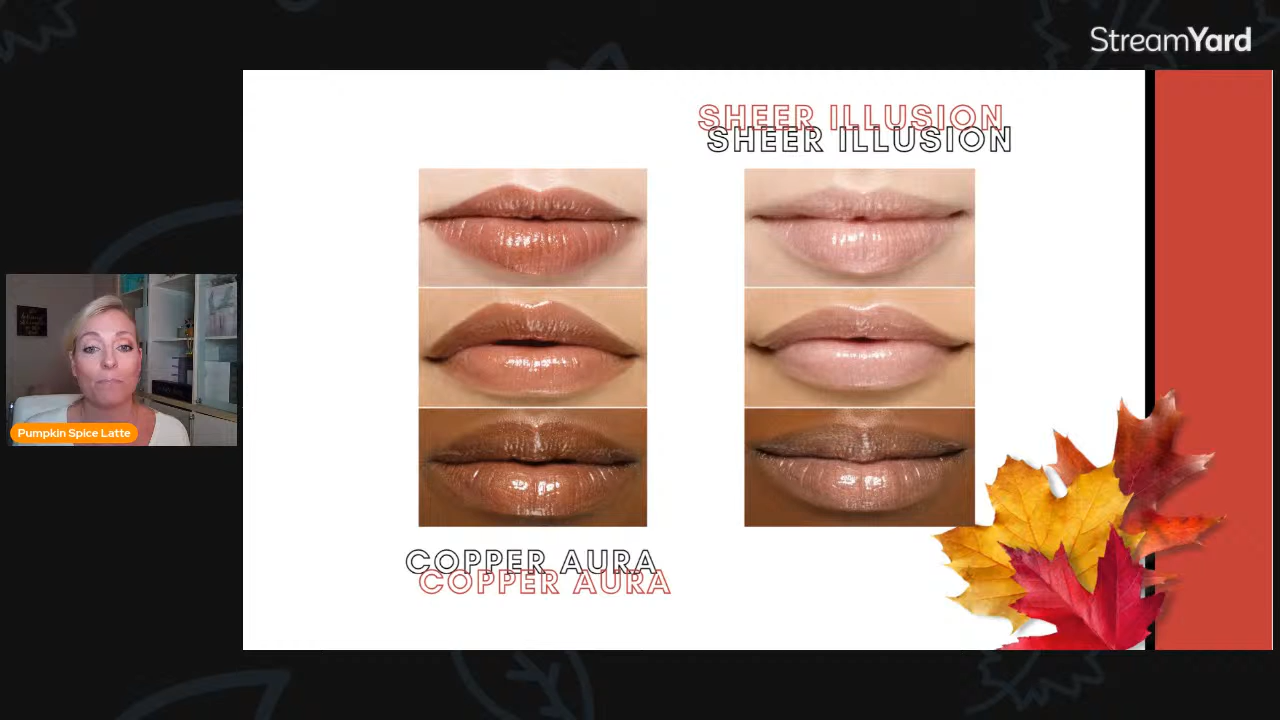 StreamYard
SHEER ILLUSION
SHEER ILLUSION
Pumpkin Spice Latte
COPPER AURA
COPPER AURA